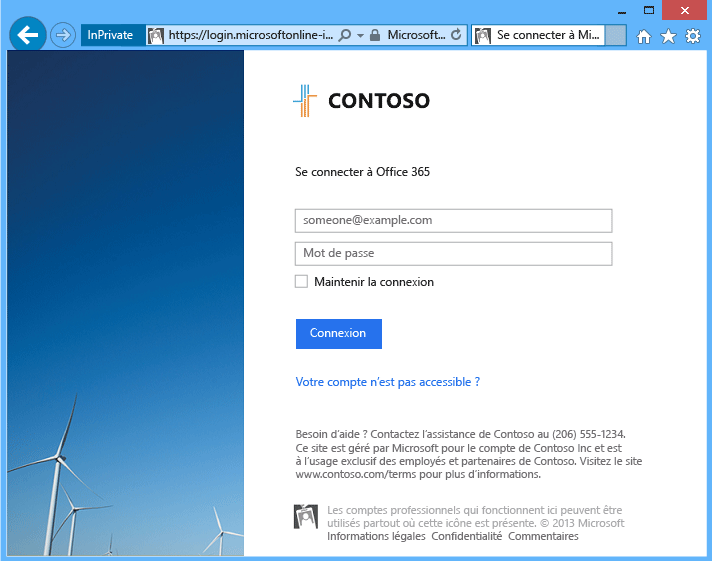 InPrivate
https://login.microsoftonline-i...
Microsoft...
Se connecter à Mi...
CONTOSO
Se connecter à Office 365
someone@example.com
Mot de passe
Maintenir la connexion
Connexion
Votre compte n'est pas accessible ?
Besoin d'aide ? Contactez l'assistance de Contoso au (206) 555-1234.
Ce site est géré par Microsoft pour le compte de Contoso Inc et est
à l'usage exclusif des employés et partenaires de Contoso. Visitez le site
www.contoso.com/terms pour plus d'informations.
Les comptes professionnels qui fonctionnent ici peuvent être
utilisés partout où cette icône est présente. © 2013 Microsoft
Informations légales Confidentialité Commentaires